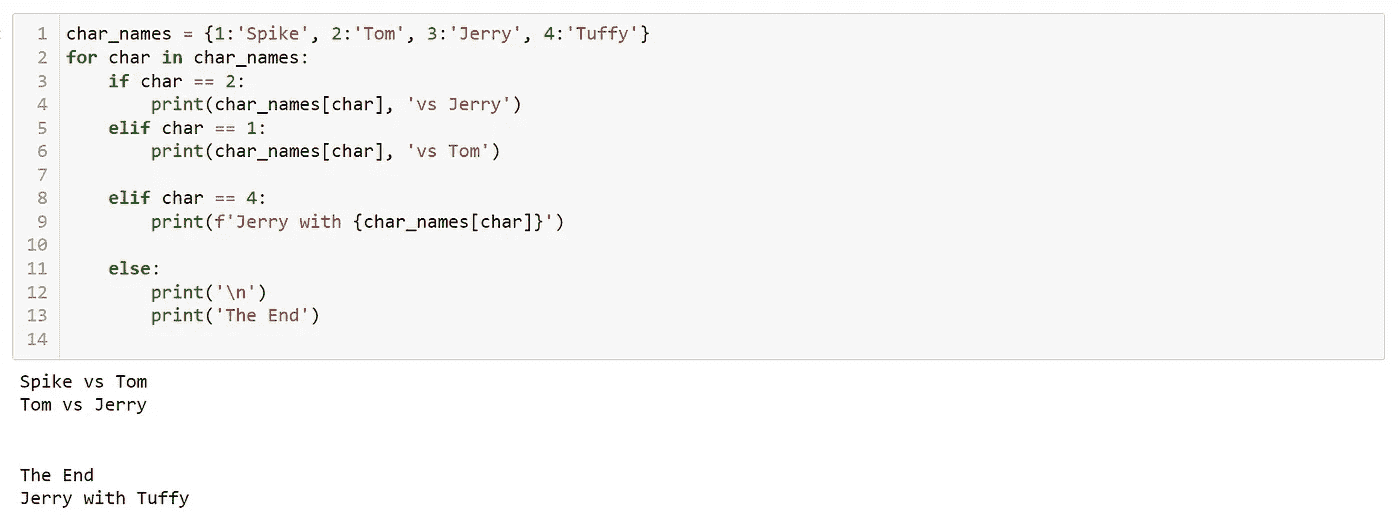 1 char_names = {1:'Spike', 2:'Tom', 3:'Jerry', 4:'Tuffy'}
2 for char in char_names:
3     if char == 2:
4         print(char_names[char], 'vs Jerry')
5     elif char == 1:
6         print(char_names[char], 'vs Tom')
7
8     elif char == 4:
9         print(f'Jerry with {char_names[char]}')
10
11     else:
12         print('\n')
13         print('The End')
14
Spike vs Tom
Tom vs Jerry
The End
Jerry with Tuffy